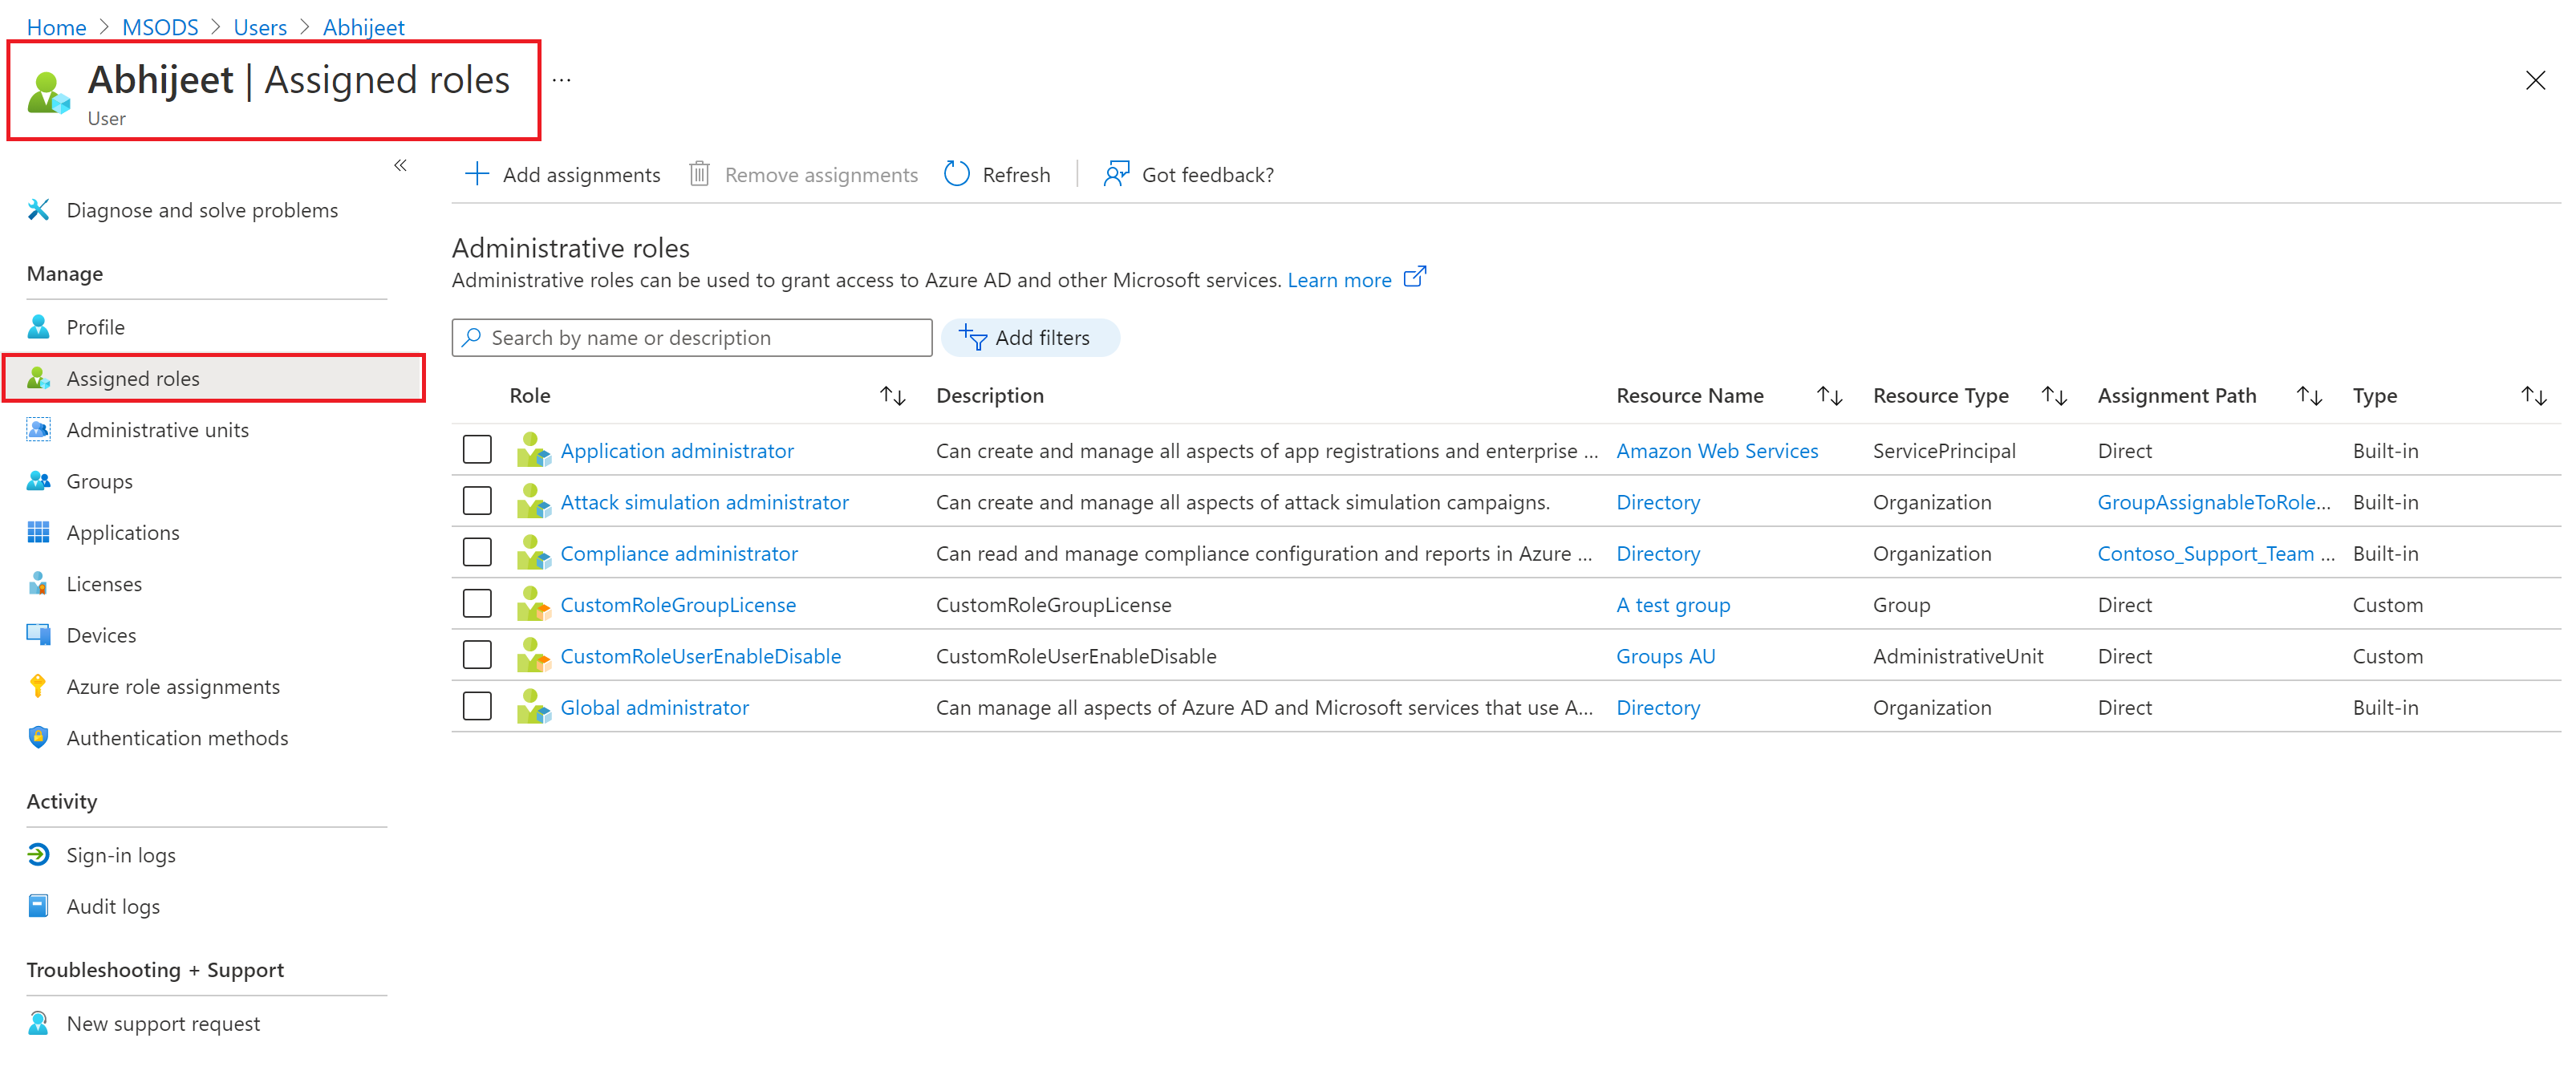 Home > MSODS > Users > Abhijeet
Abhijeet | Assigned roles ...
User
Diagnose and solve problems
Manage
Profile
Assigned roles
Administrative units
Groups
Applications
Licenses
Devices
Azure role assignments
Authentication methods
Activity
Sign-in logs
Audit logs
Troubleshooting + Support
New support request
Add assignments Remove assignments Refresh Got feedback?
Administrative roles
Administrative roles can be used to grant access to Azure AD and other Microsoft services. Learn more
Search by name or description Add filters
Role Description Resource Name Resource Type Assignment Path Type
Application administrator Can create and manage all aspects of app registrations and enterprise ... Amazon Web Services ServicePrincipal Direct Built-in
Attack simulation administrator Can create and manage all aspects of attack simulation campaigns. Directory Organization GroupAssignableToRole... Built-in
Compliance administrator Can read and manage compliance configuration and reports in Azure ... Directory Organization Contoso_Support_Team ... Built-in
CustomRoleGroupLicense CustomRoleGroupLicense A test group Group Direct Custom
CustomRoleUserEnableDisable CustomRoleUserEnableDisable Groups AU AdministrativeUnit Direct Custom
Global administrator Can manage all aspects of Azure AD and Microsoft services that use A... Directory Organization Direct Built-in